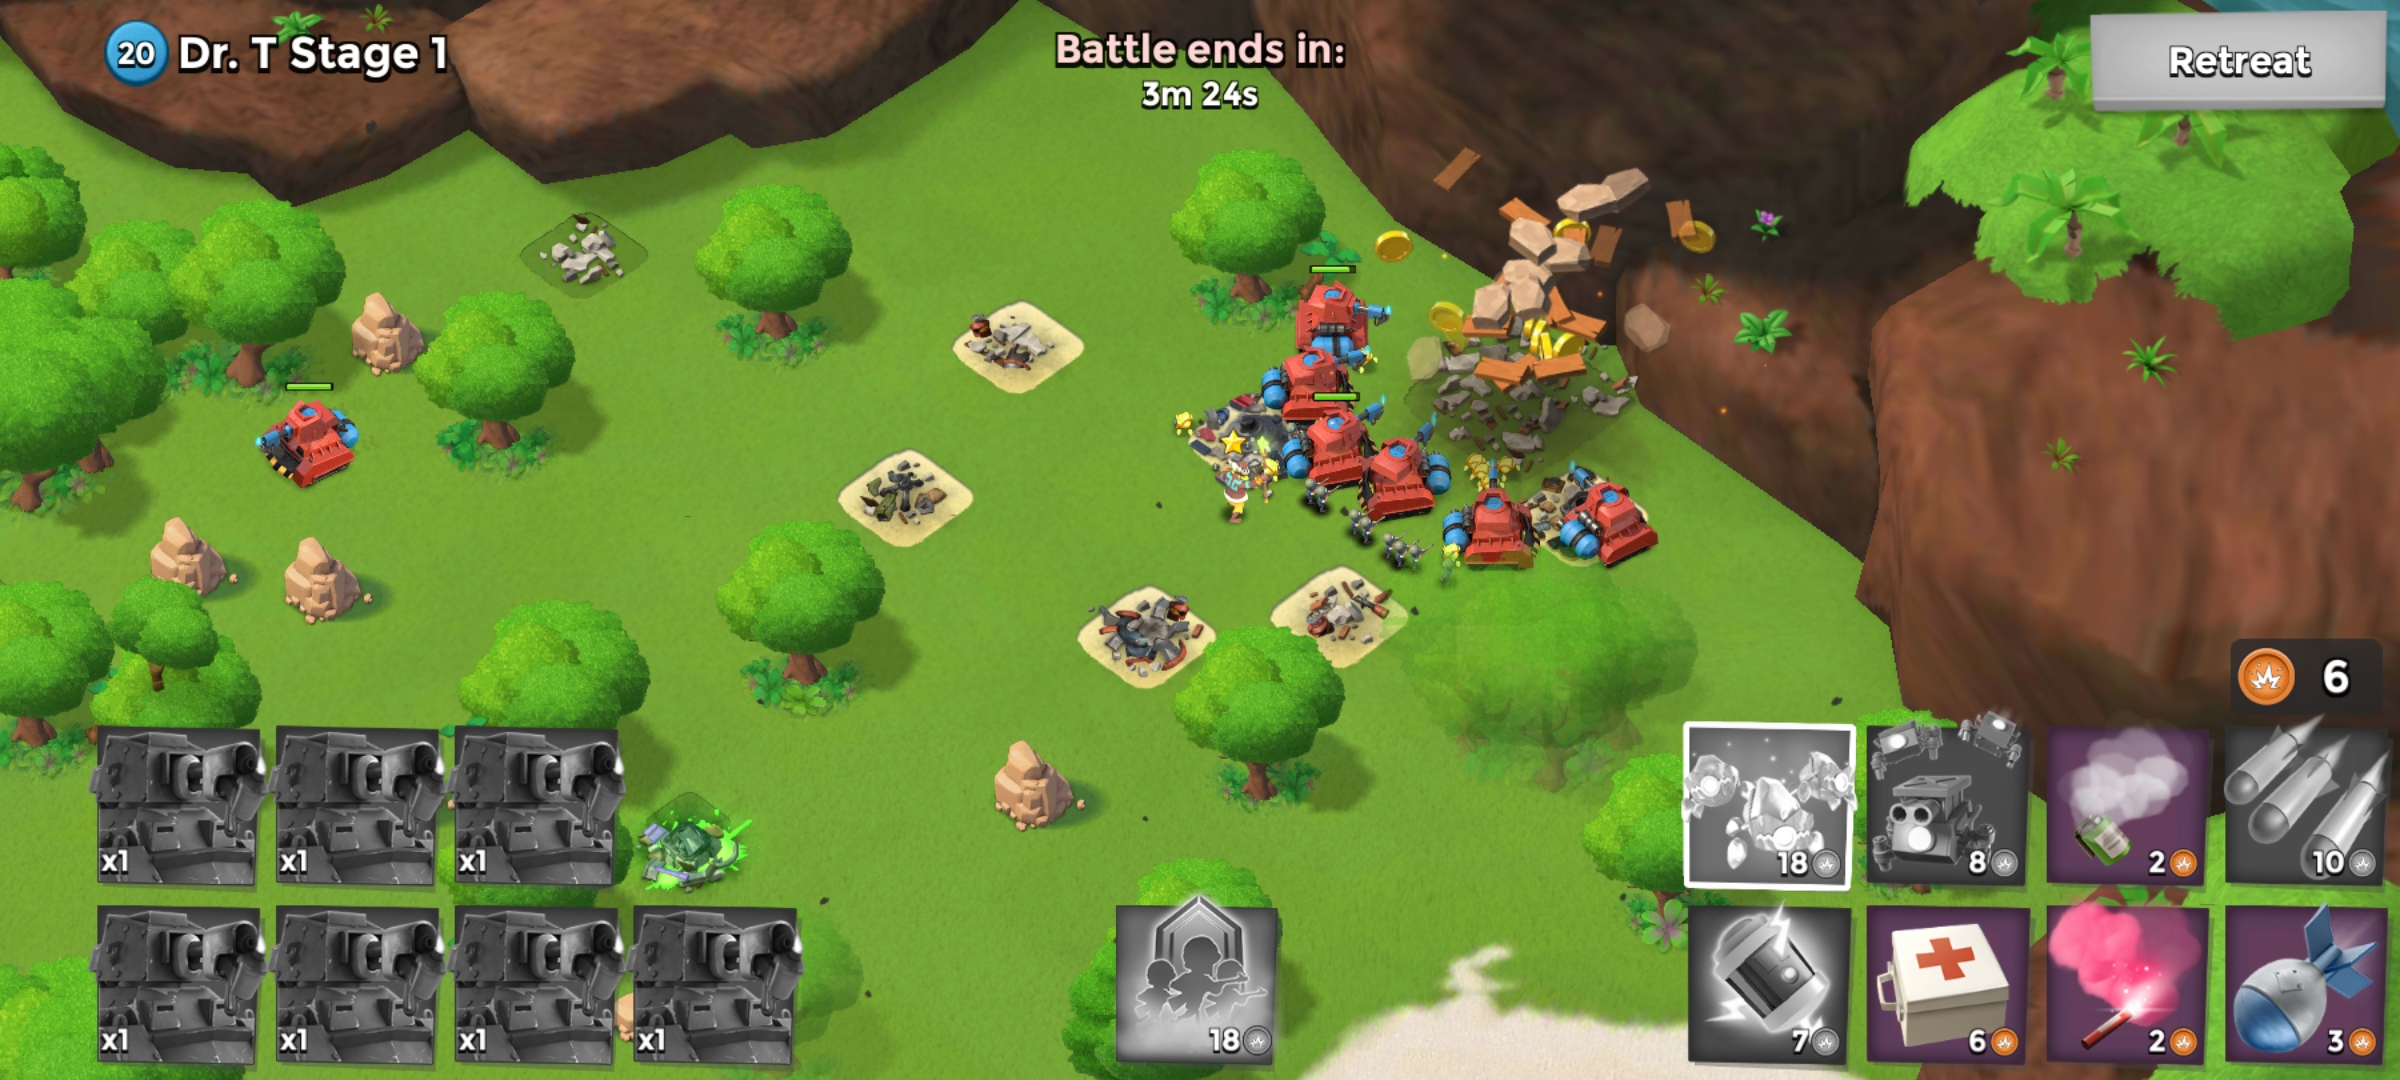 20 Dr. T Stage 1
Battle ends in:
3m 24s
Retreat
6
x1 x1 x1
18 8 2 10
x1 x1 x1 x1
18
7 6 2 3